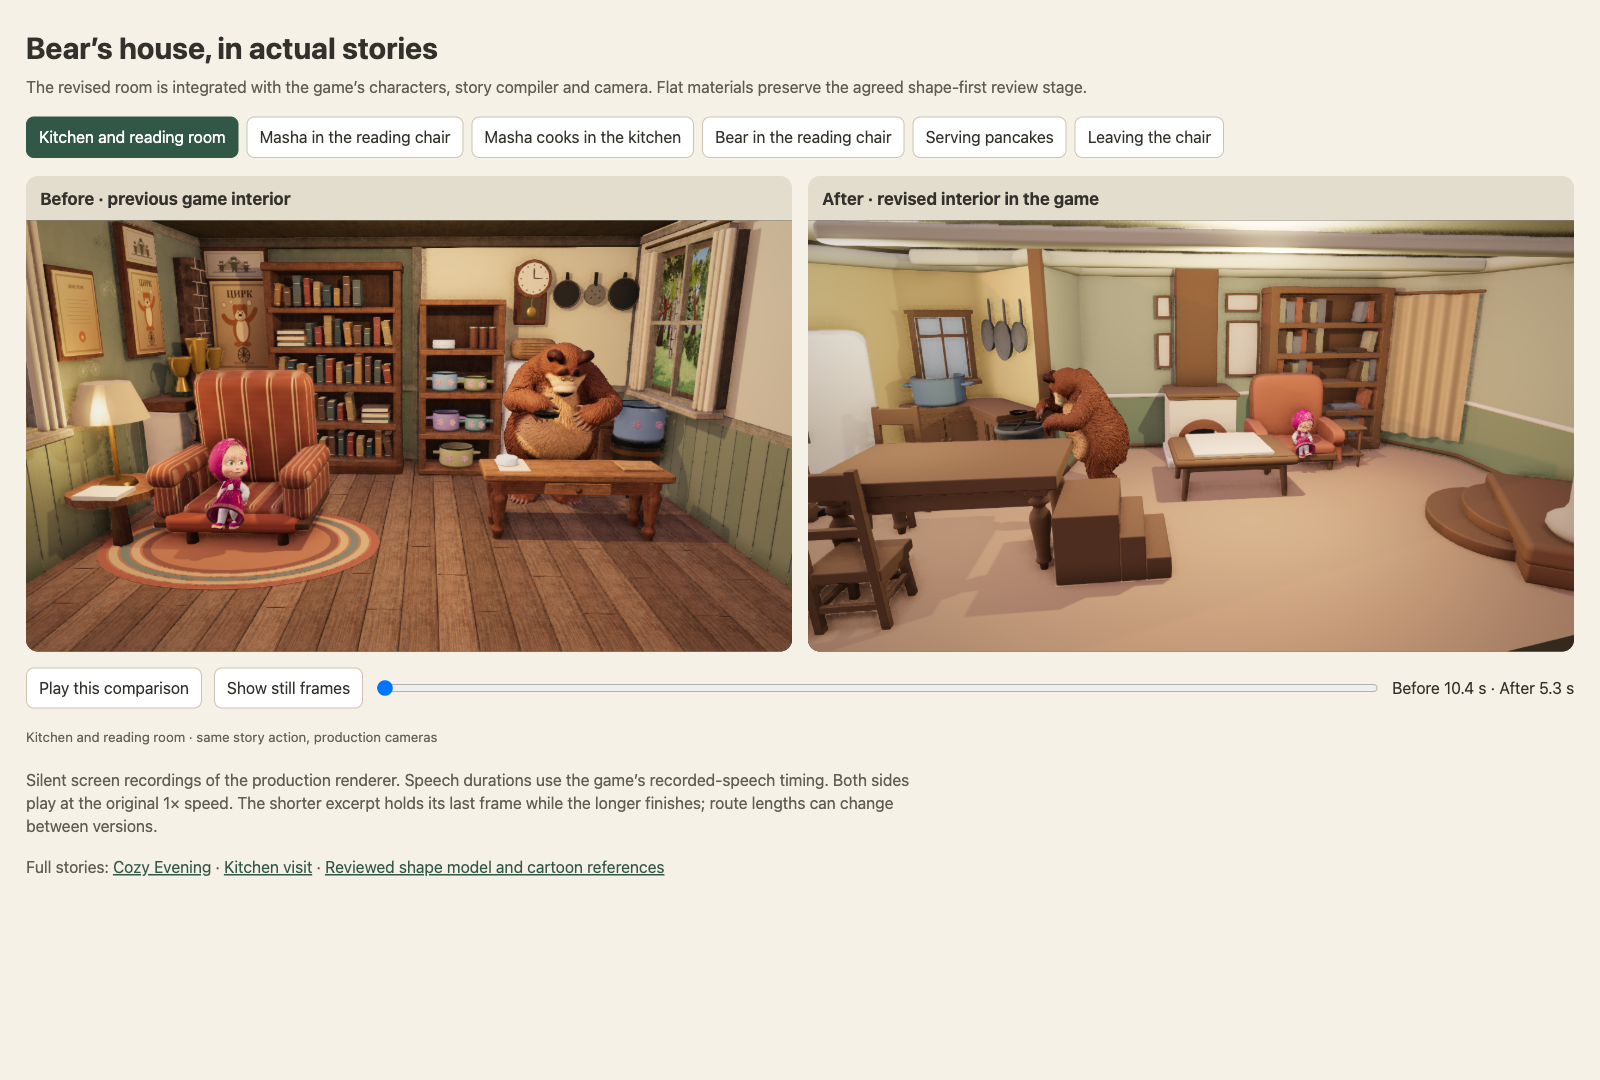 Bear’s house, in actual stories
The revised room is integrated with the game’s characters, story compiler and camera. Flat materials preserve the agreed shape-first review stage.
Kitchen and reading room
Masha in the reading chair
Masha cooks in the kitchen
Bear in the reading chair
Serving pancakes
Leaving the chair
Before · previous game interior
After · revised interior in the game
ЦИРК
ЦИРК
Play this comparison
Show still frames
Before 10.4 s · After 5.3 s
Kitchen and reading room · same story action, production cameras
Silent screen recordings of the production renderer. Speech durations use the game’s recorded-speech timing. Both sides
play at the original 1× speed. The shorter excerpt holds its last frame while the longer finishes; route lengths can change
between versions.
Full stories: Cozy Evening · Kitchen visit · Reviewed shape model and cartoon references